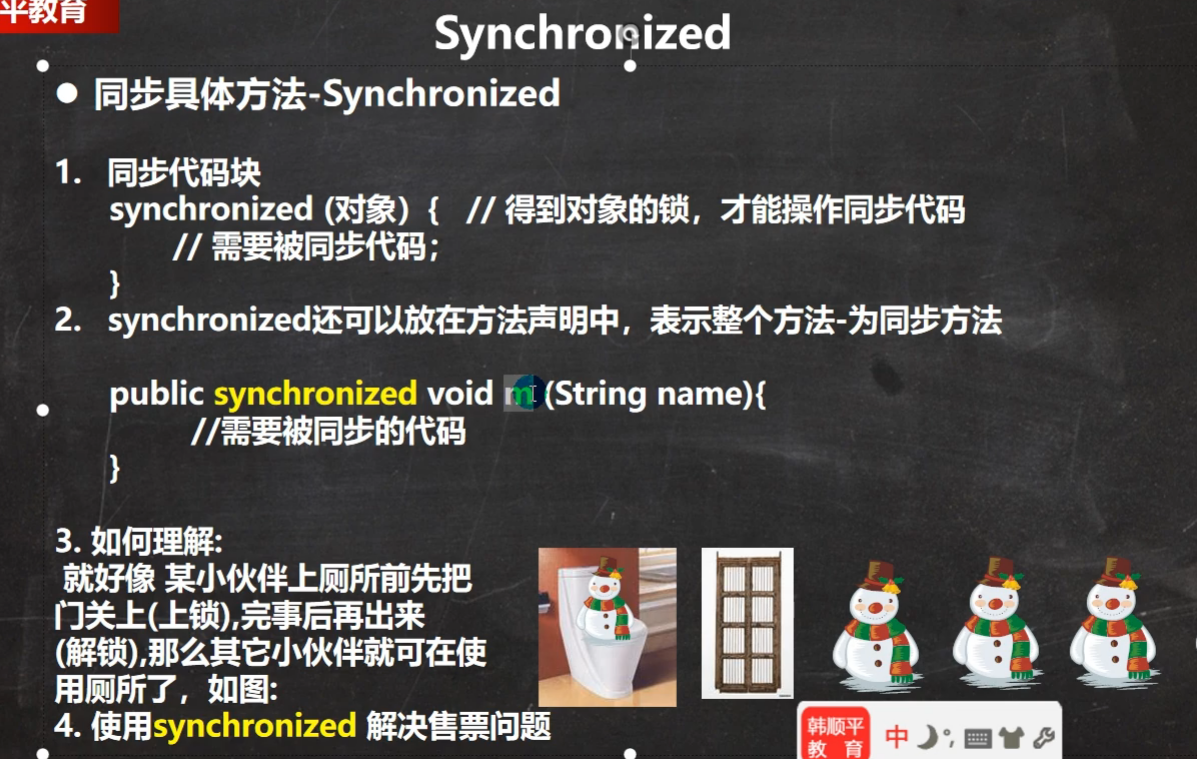 平教育
Synchronized
● 同步具体方法-Synchronized
1. 同步代码块
synchronized (对象) { // 得到对象的锁，才能操作同步代码
// 需要被同步代码;
}
2. synchronized还可以放在方法声明中，表示整个方法-为同步方法
public synchronized void m (String name){
//需要被同步的代码
}
3. 如何理解:
就好像 某小伙伴上厕所前先把
门关上(上锁),完事后再出来
(解锁),那么其它小伙伴就可在使
用厕所了，如图:
4. 使用synchronized 解决售票问题
韩顺平
教 育
中